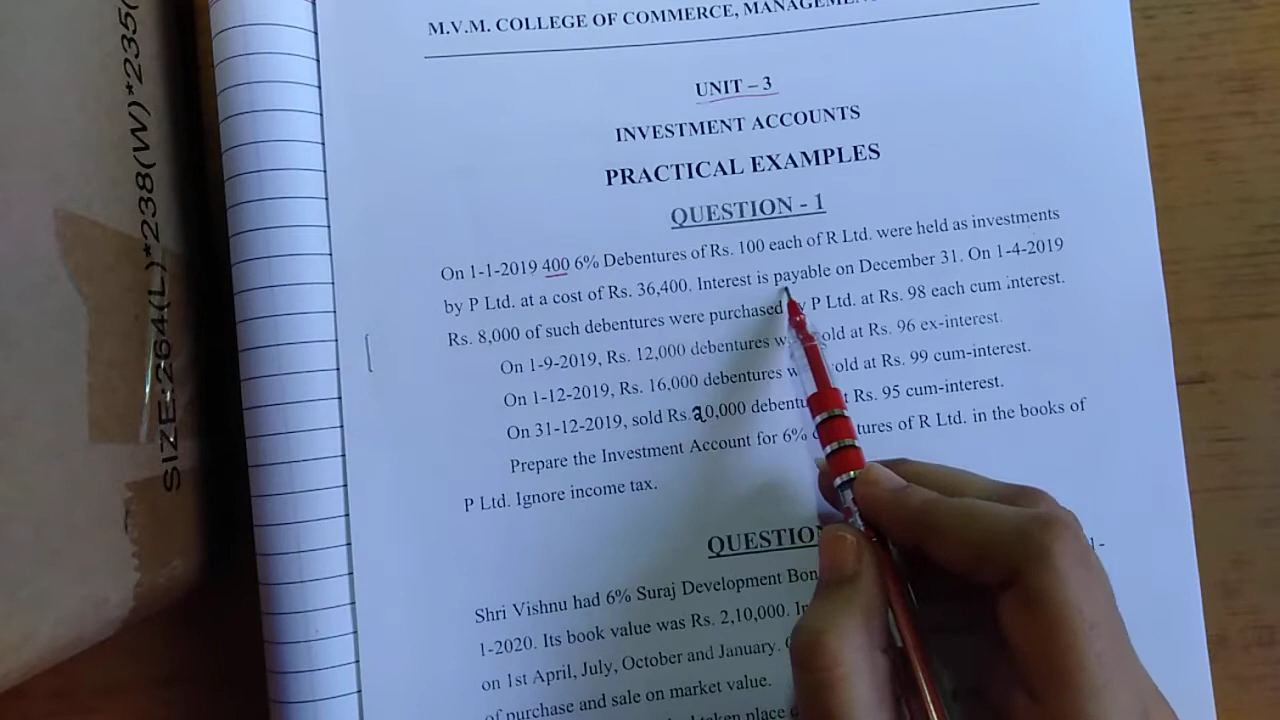 SIZE:264(L)*238(W)*235(
M.V.M. COLLEGE OF COMMERCE,
UNIT – 3
INVESTMENT ACCOUNTS
PRACTICAL EXAMPLES
QUESTION - 1
On 1-1-2019 400 6% Debentures of Rs. 100 each of R Ltd. were held as investments
by P Ltd. at a cost of Rs. 36,400. Interest is payable on December 31. On 1-4-2019
Rs. 8,000 of such debentures were purchased P Ltd. at Rs. 98 each cum interest.
On 1-9-2019, Rs. 12,000 debentures at Rs. 96 ex-interest.
On 1-12-2019, Rs. 16,000 debentures at Rs. 99 cum-interest.
On 31-12-2019, sold Rs. 20,000 Rs. 95 cum-interest.
Prepare the Investment Account for 6% of R Ltd. in the books of
P Ltd. Ignore income tax.
Shri Vishnu had 6% Suraj Development
1-2020. Its book value was Rs. 2,10,000.
on 1st April, July, October and January.
of purchase and sale on market value.
taken place